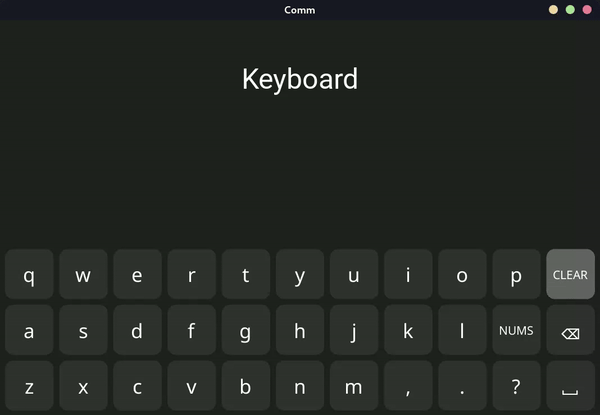 Comm
Keyboard
q w e r t y u i o p CLEAR
a s d f g h j k l NUMS ⌫
z x c v b n m , . ? ⎵